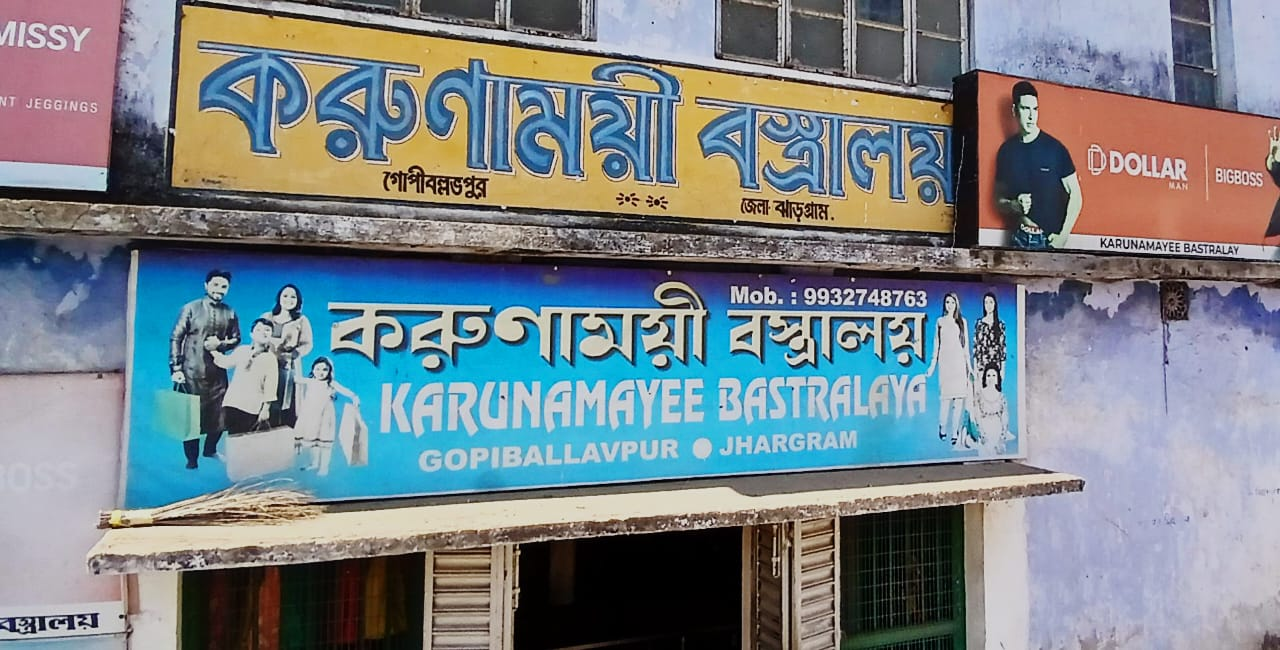 MISSY
NT JEGGINGS
করুণাময়ী বস্ত্রালয়
গোপীবল্লভপুর
জেলা ঝাড়গ্রাম.
DOLLAR
MAN
BIGBOSS
DOLLAR
KARUNAMAYEE BASTRALAY
Mob. : 9932748763
করুণাময়ী বস্ত্রালয়
KARUNAMAYEE BASTRALAYA
GOPIBALLAVPUR ● JHARGRAM
BOSS
বস্ত্রালয়